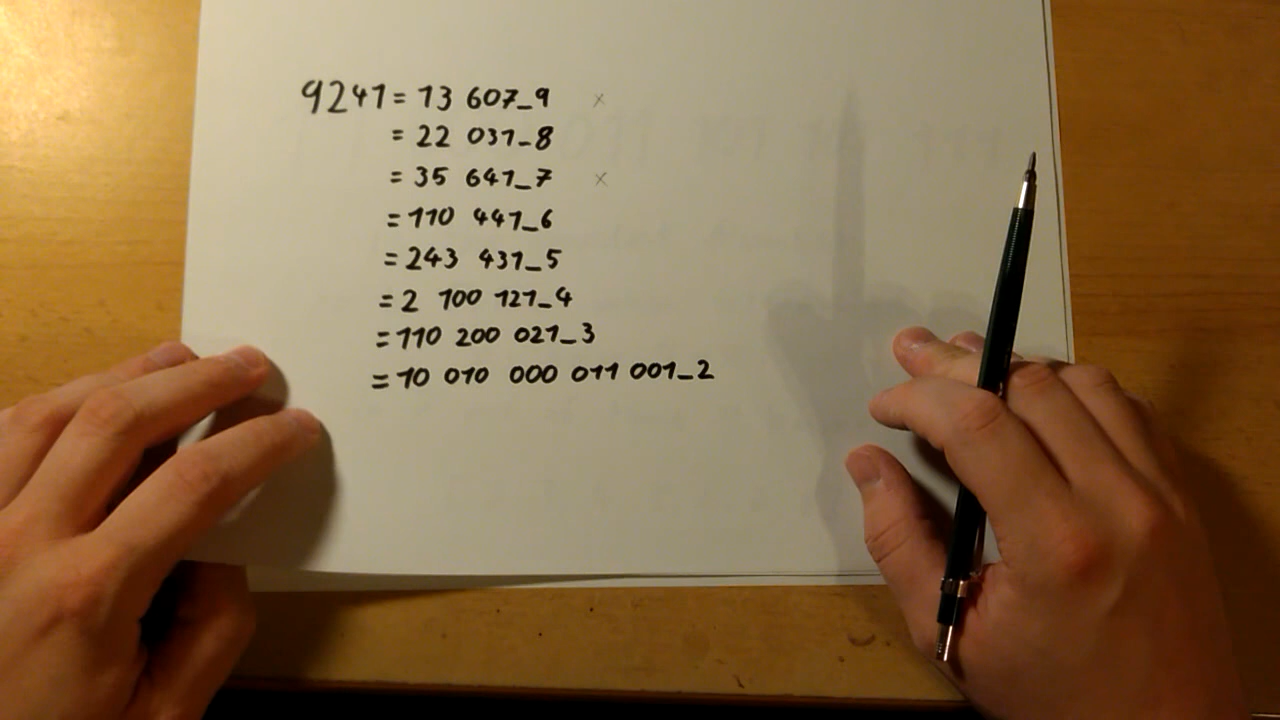 9241 = 13 607_9 ×
= 22 031_8
= 35 641_7 ×
= 110 441_6
= 243 431_5
= 2 100 121_4
= 110 200 021_3
= 10 010 000 011 001_2